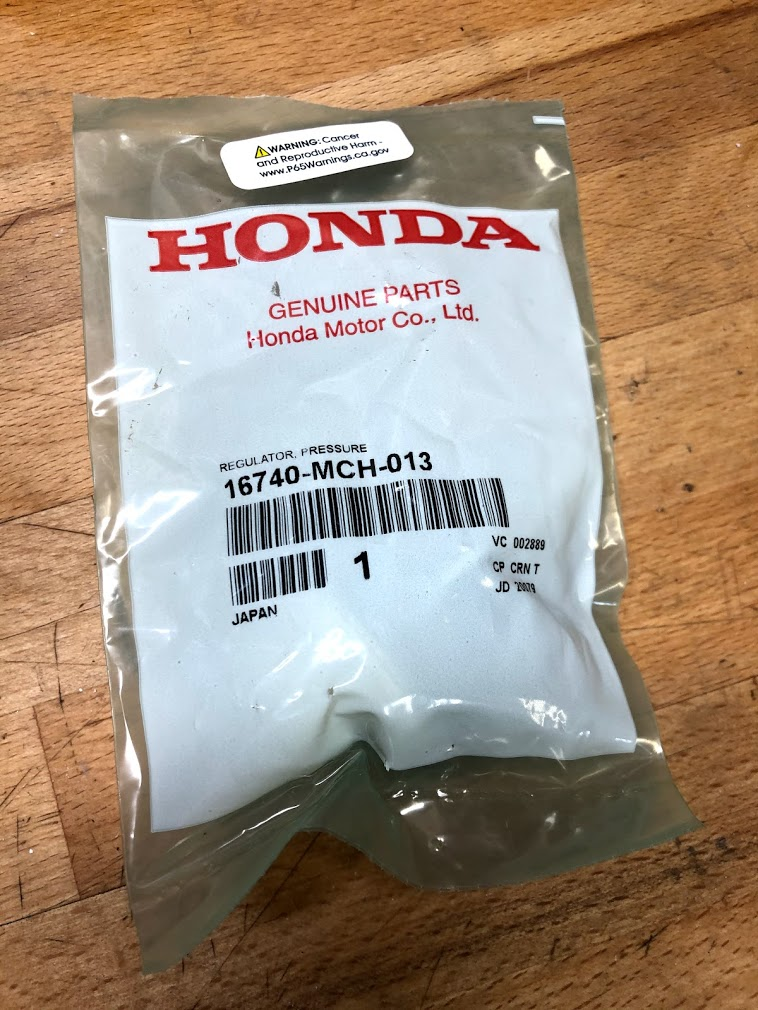 WARNING: Cancer
and Reproductive Harm -
www.P65Warnings.ca.gov
HONDA
GENUINE PARTS
Honda Motor Co., Ltd.
REGULATOR, PRESSURE
16740-MCH-013
1
VC 002889
CP CRN T
JD
JAPAN